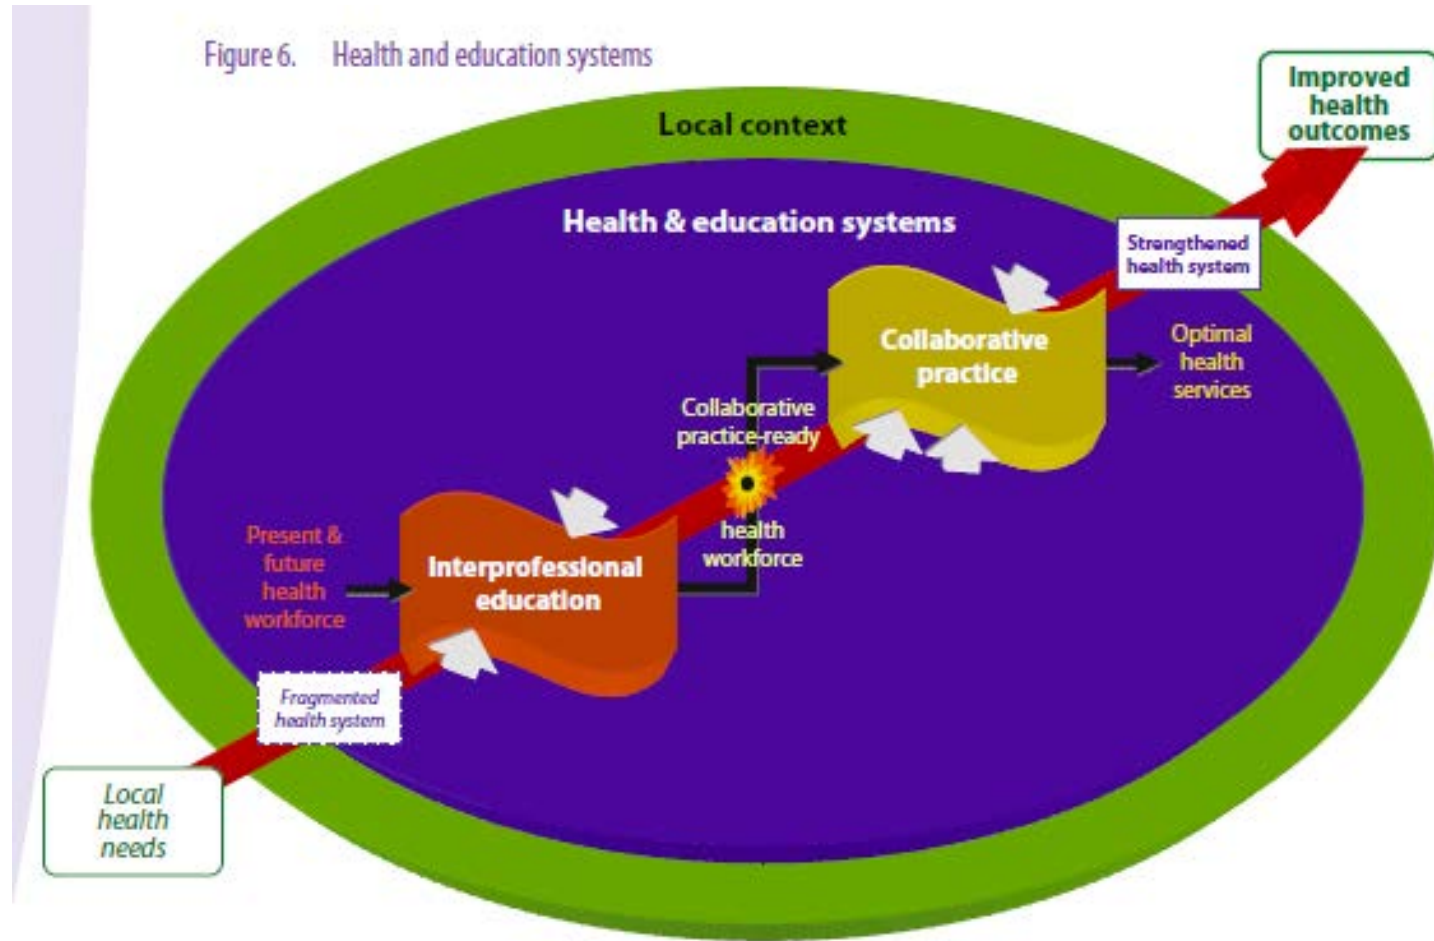 Figure 6. Health and education systems
Improved
health
outcomes
Local context
Health & education systems
Strengthened
health system
Collaborative
practice
Optimal
health
services
Collaborative
practice-ready
health
workforce
Present &
future
health
workforce
Interprofessional
education
Fragmented
health system
Local
health
needs